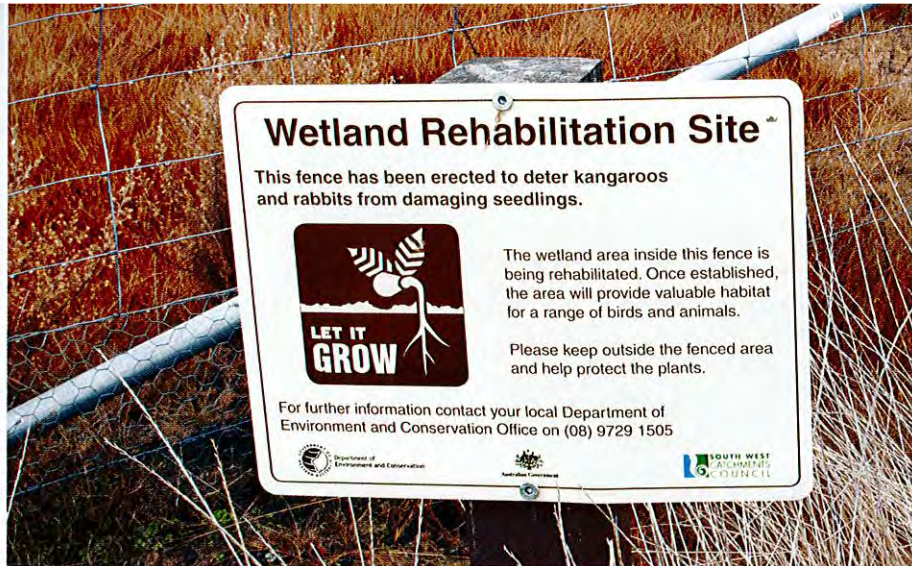 Wetland Rehabilitation Site
This fence has been erected to deter kangaroos
and rabbits from damaging seedlings.
LET IT
GROW
The wetland area inside this fence is
being rehabilitated. Once established,
the area will provide valuable habitat
for a range of birds and animals.
Please keep outside the fenced area
and help protect the plants.
For further information contact your local Department of
Environment and Conservation Office on (08) 9729 1505
Department of
Environment and Conservation
Australian Government
SOUTH WEST
CATCHMENTS
COUNCIL